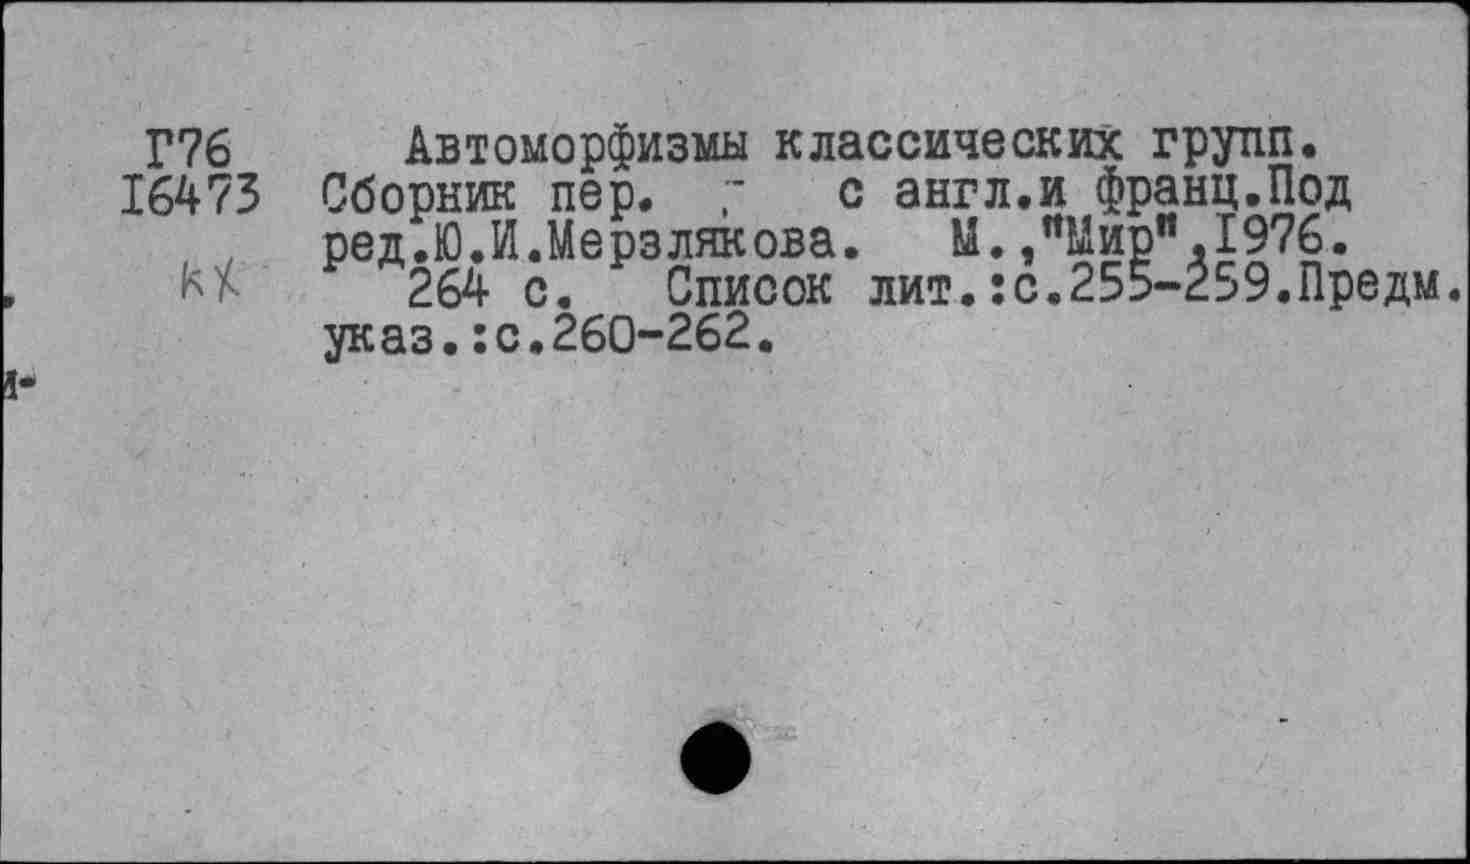 Г76 Автоморфизмы классических групп.
16473 Сборник пер. с англ.и франц.Под
ред.Ю.И.Мерзлякова. М.,"Мир",1976.
264 с. Список лит.:с.255-259.Предм.
указ.:с.260-262.